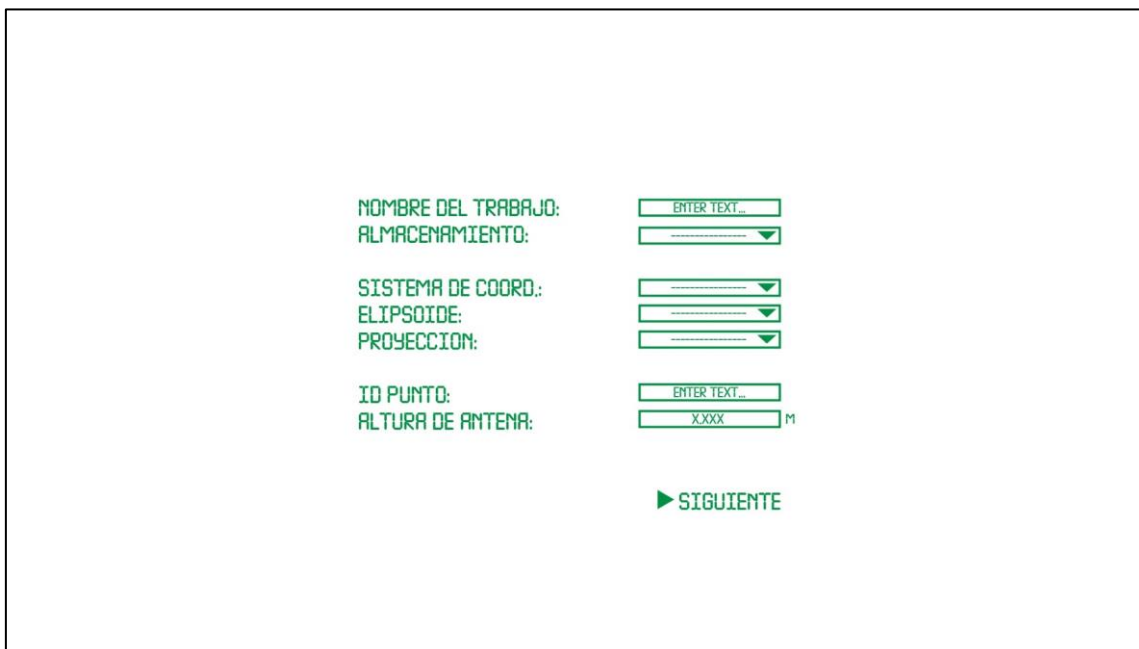 NOMBRE DEL TRABAJO: ENTER TEXT...
ALMACENAMIENTO: ---------------
SISTEMA DE COORD.: ---------------
ELIPSOIDE: ---------------
PROYECCION: ---------------
ID PUNTO: ENTER TEXT...
ALTURA DE ANTENA: X.XXX M
SIGUIENTE